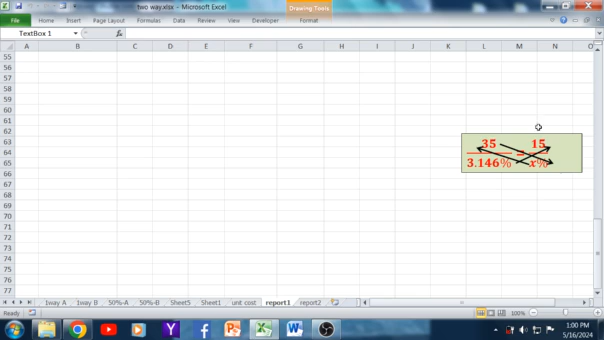 two way.xlsx - Microsoft Excel
Drawing Tools
File Home Insert Page Layout Formulas Data Review View Developer Format
TextBox 1 fx
A B C D E F G H I J K L M N O
55
56
57
58
59
60
61
62
63
64
65
66
67
68
69
70
71
72
73
74
75
76
77
35 = 15
3.146% x%
1way A 1way B 50%-A 50%-B Sheet5 Sheet1 unit cost report1 report2
Ready 100%
1:00 PM
5/16/2024